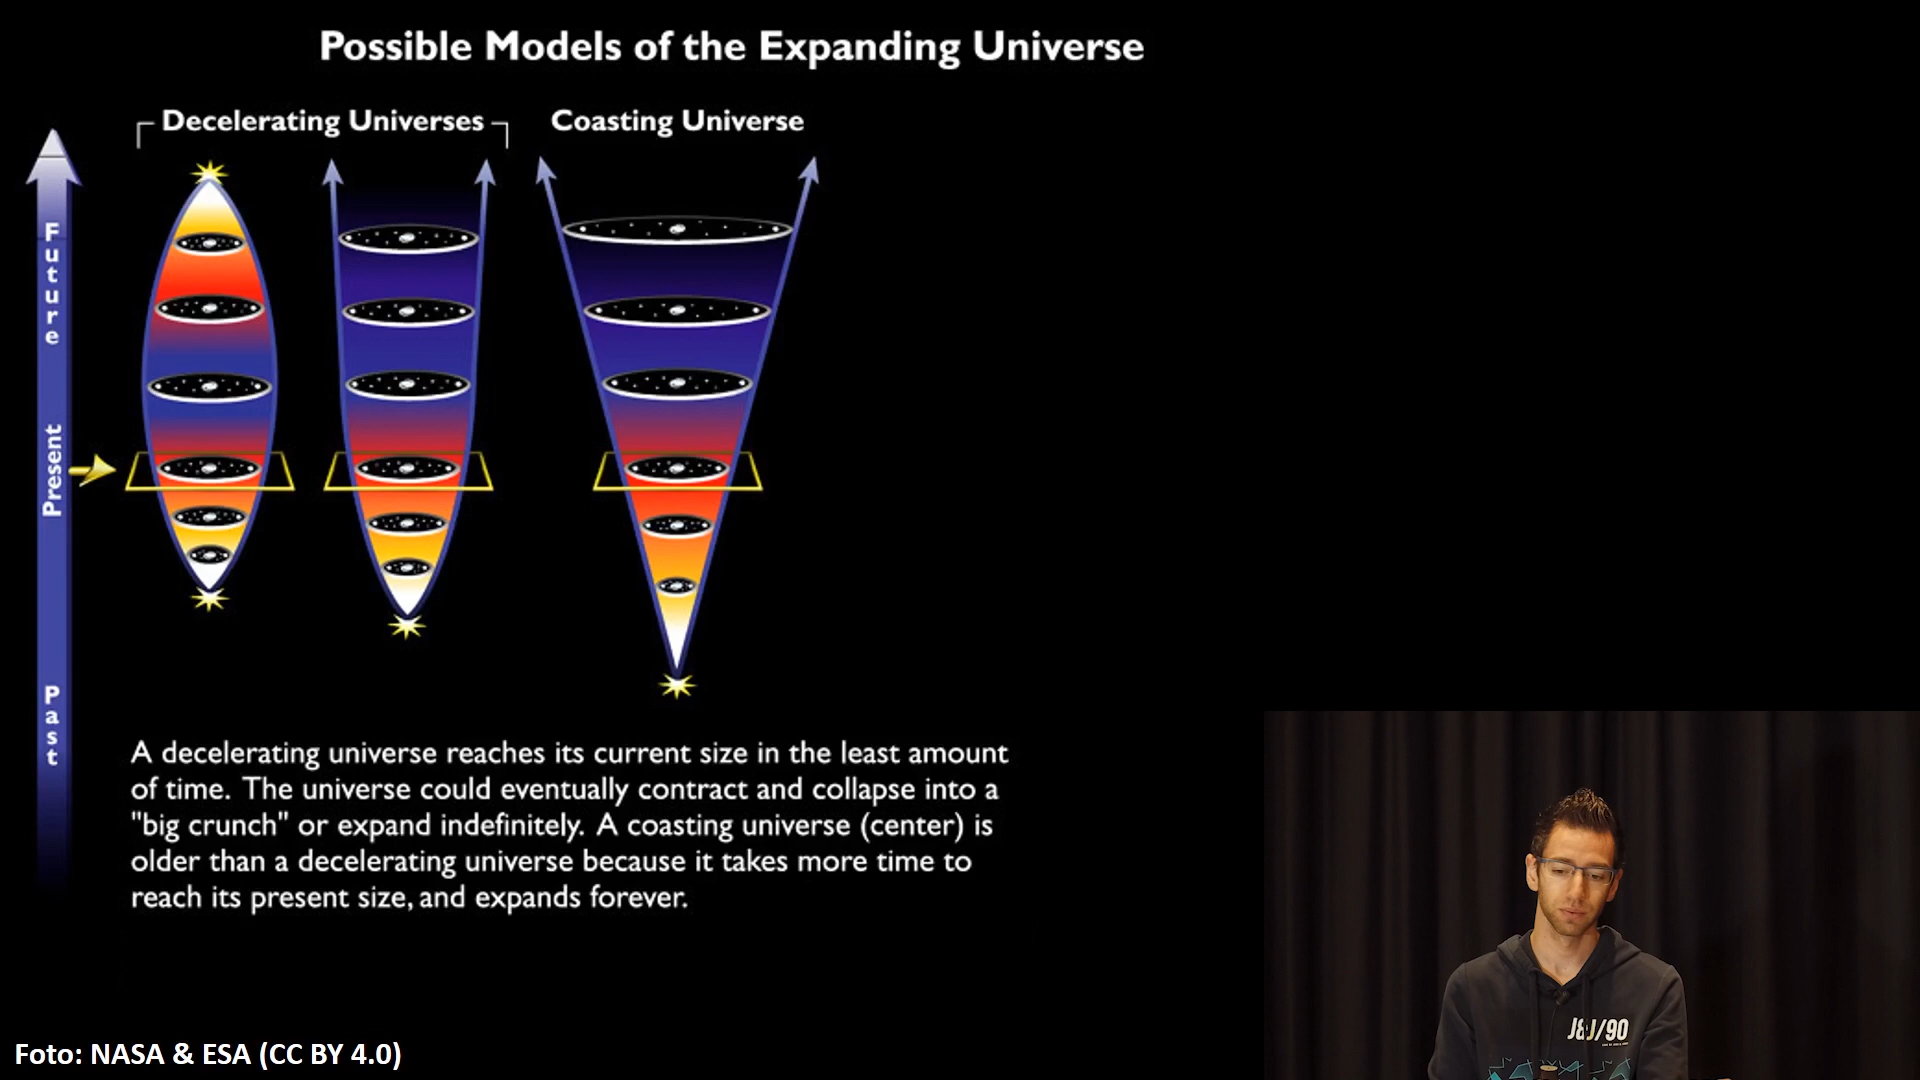 Possible Models of the Expanding Universe
Decelerating Universes
Coasting Universe
Future
Present
Past
A decelerating universe reaches its current size in the least amount
of time. The universe could eventually contract and collapse into a
"big crunch" or expand indefinitely. A coasting universe (center) is
older than a decelerating universe because it takes more time to
reach its present size, and expands forever.
J&J/90
Foto: NASA & ESA (CC BY 4.0)